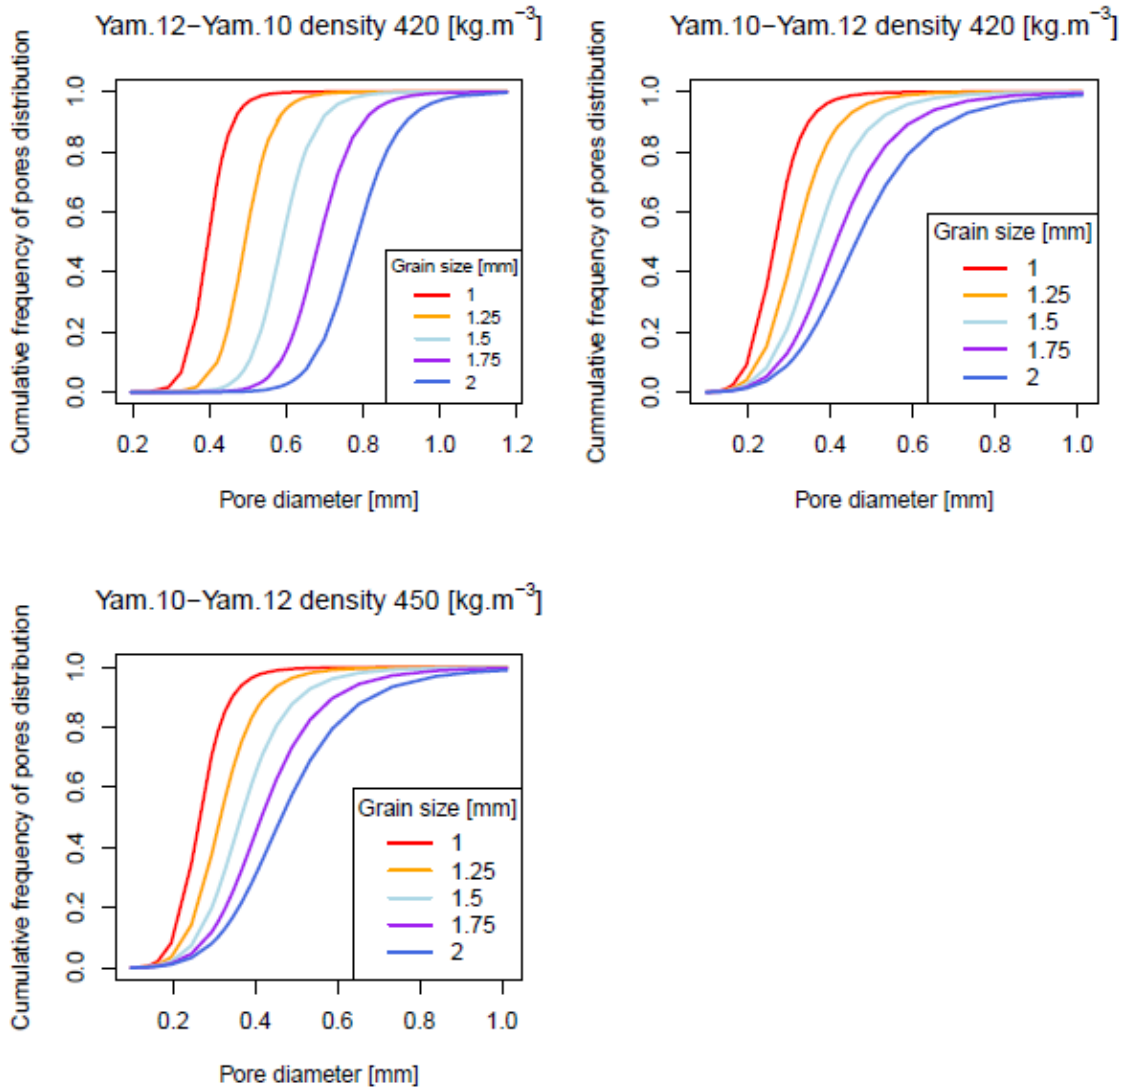 Yam.12−Yam.10 density 420 [kg.m−3]
Cumulative frequency of pores distribution
0.0 0.2 0.4 0.6 0.8 1.0
Grain size [mm]
1
1.25
1.5
1.75
2
0.2 0.4 0.6 0.8 1.0 1.2
Pore diameter [mm]
Yam.10−Yam.12 density 420 [kg.m−3]
Cummulative frequency of pores distribution
0.0 0.2 0.4 0.6 0.8 1.0
Grain size [mm]
1
1.25
1.5
1.75
2
0.2 0.4 0.6 0.8 1.0
Pore diameter [mm]
Yam.10−Yam.12 density 450 [kg.m−3]
Cumulative frequency of pores distribution
0.0 0.2 0.4 0.6 0.8 1.0
Grain size [mm]
1
1.25
1.5
1.75
2
0.2 0.4 0.6 0.8 1.0
Pore diameter [mm]